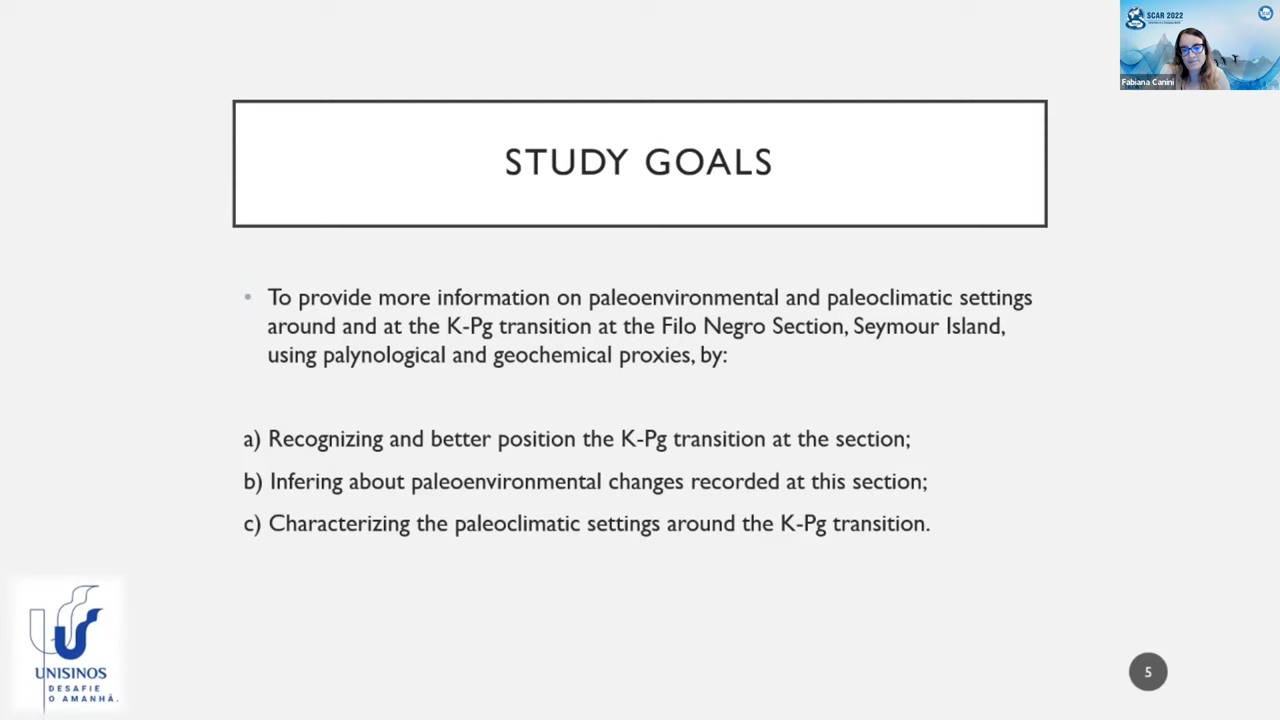 SCAR 2022
Fabiana Canini
STUDY GOALS
• To provide more information on paleoenvironmental and paleoclimatic settings
around and at the K-Pg transition at the Filo Negro Section, Seymour Island,
using palynological and geochemical proxies, by:
a) Recognizing and better position the K-Pg transition at the section;
b) Infering about paleoenvironmental changes recorded at this section;
c) Characterizing the paleoclimatic settings around the K-Pg transition.
UNISINOS
DESAFIE
O AMANHÃ.
5